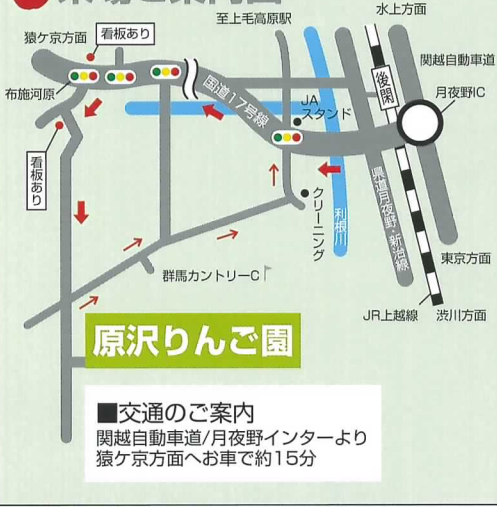 来場ご案内図
至上毛高原駅
水上方面
猿ケ京方面
看板あり
関越自動車道
後閑
月夜野IC
布施河原
国道17号線
JA
スタンド
看板あり
クリーニング
利根川
県道月夜野・新治線
群馬カントリーC
東京方面
JR上越線
渋川方面
原沢りんご園
■交通のご案内
関越自動車道/月夜野インターより
猿ケ京方面へお車で約15分